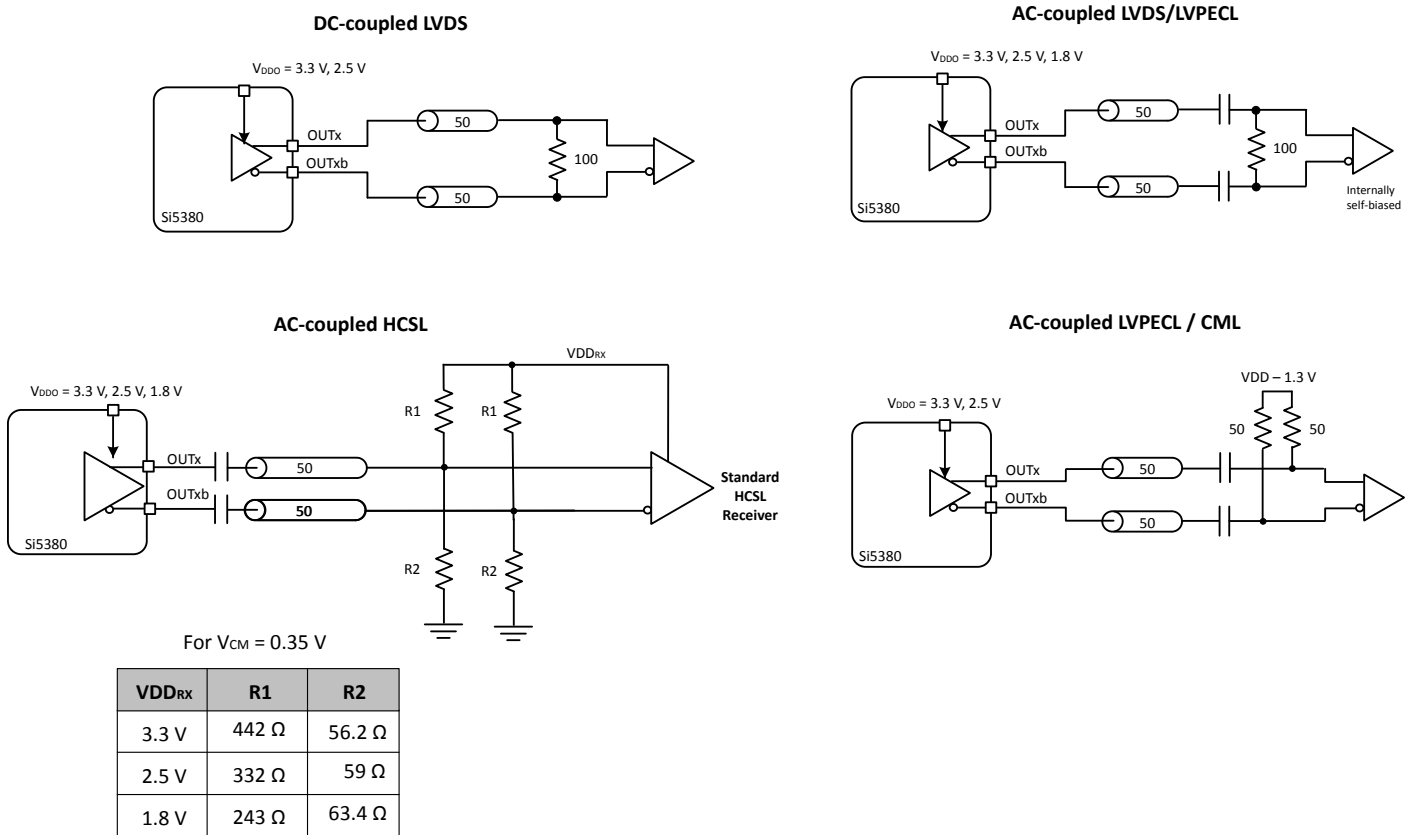 DC-coupled LVDS
VDDO = 3.3 V, 2.5 V
OUTx
OUTxb
50
50
100
Si5380
AC-coupled LVDS/LVPECL
VDDO = 3.3 V, 2.5 V, 1.8 V
OUTx
OUTxb
50
50
100
Internally
self-biased
Si5380
AC-coupled HCSL
VDDRX
VDDO = 3.3 V, 2.5 V, 1.8 V
R1
R1
OUTx
50
OUTxb
50
Standard
HCSL
Receiver
Si5380
R2
R2
For VCM = 0.35 V
VDDRX R1 R2
3.3 V 442 Ω 56.2 Ω
2.5 V 332 Ω 59 Ω
1.8 V 243 Ω 63.4 Ω
AC-coupled LVPECL / CML
VDD – 1.3 V
VDDO = 3.3 V, 2.5 V
50
50
OUTx
50
OUTxb
50
Si5380